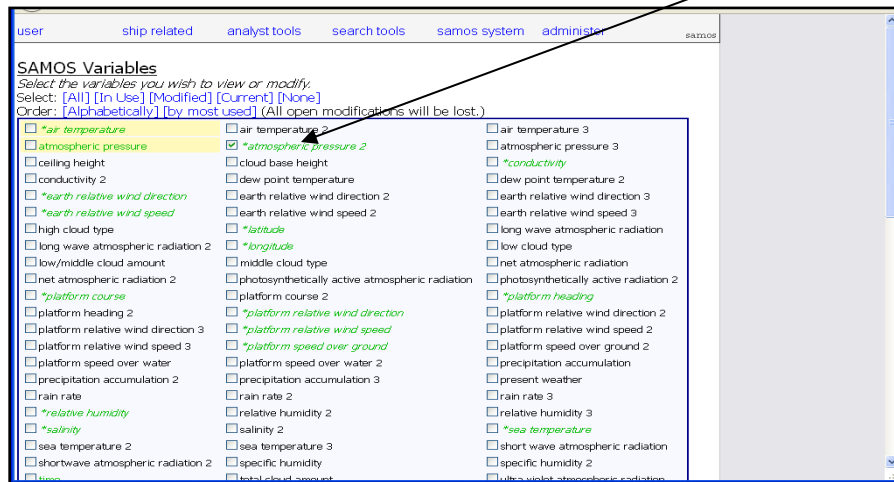 user ship related analyst tools search tools samos system administer samos
SAMOS Variables
Select the variables you wish to view or modify.
Select: [All] [In Use] [Modified] [Current] [None]
Order: [Alphabetically] [by most used] (All open modifications will be lost.)
*air temperature air temperature 2 air temperature 3
atmospheric pressure *atmospheric pressure 2 atmospheric pressure 3
ceiling height cloud base height *conductivity
conductivity 2 dew point temperature dew point temperature 2
*earth relative wind direction earth relative wind direction 2 earth relative wind direction 3
*earth relative wind speed earth relative wind speed 2 earth relative wind speed 3
high cloud type *latitude long wave atmospheric radiation
long wave atmospheric radiation 2 *longitude low cloud type
low/middle cloud amount middle cloud type net atmospheric radiation
net atmospheric radiation 2 photosynthetically active atmospheric radiation photosynthetically active radiation 2
*platform course platform course 2 *platform heading
platform heading 2 *platform relative wind direction platform relative wind direction 2
platform relative wind direction 3 *platform relative wind speed platform relative wind speed 2
platform relative wind speed 3 *platform speed over ground platform speed over ground 2
platform speed over water platform speed over water 2 precipitation accumulation
precipitation accumulation 2 precipitation accumulation 3 present weather
rain rate rain rate 2 rain rate 3
*relative humidity relative humidity 2 relative humidity 3
*salinity salinity 2 *sea temperature
sea temperature 2 sea temperature 3 short wave atmospheric radiation
shortwave atmospheric radiation 2 specific humidity specific humidity 2
time total cloud amount ultra violet atmospheric radiation